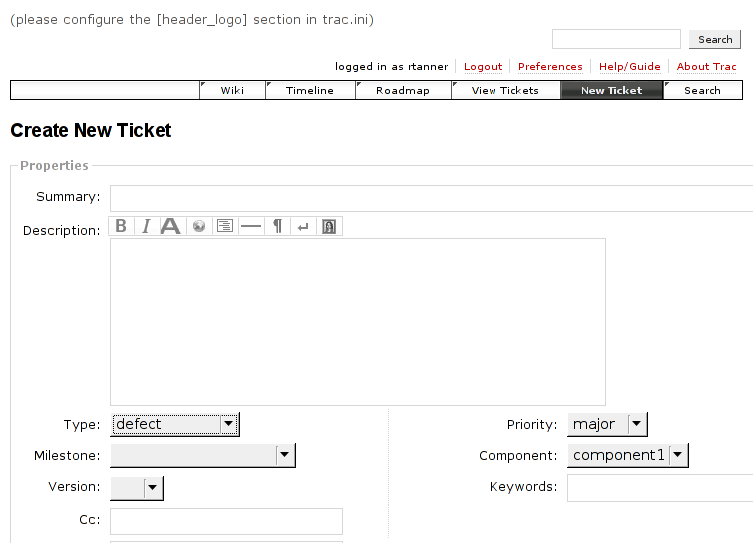 (please configure the [header_logo] section in trac.ini)
Search
logged in as rtanner Logout Preferences Help/Guide About Trac
Wiki Timeline Roadmap View Tickets New Ticket Search
Create New Ticket
Properties
Summary:
Description: B I A ¶
Type: defect Priority: major
Milestone: Component: component1
Version: Keywords:
Cc: